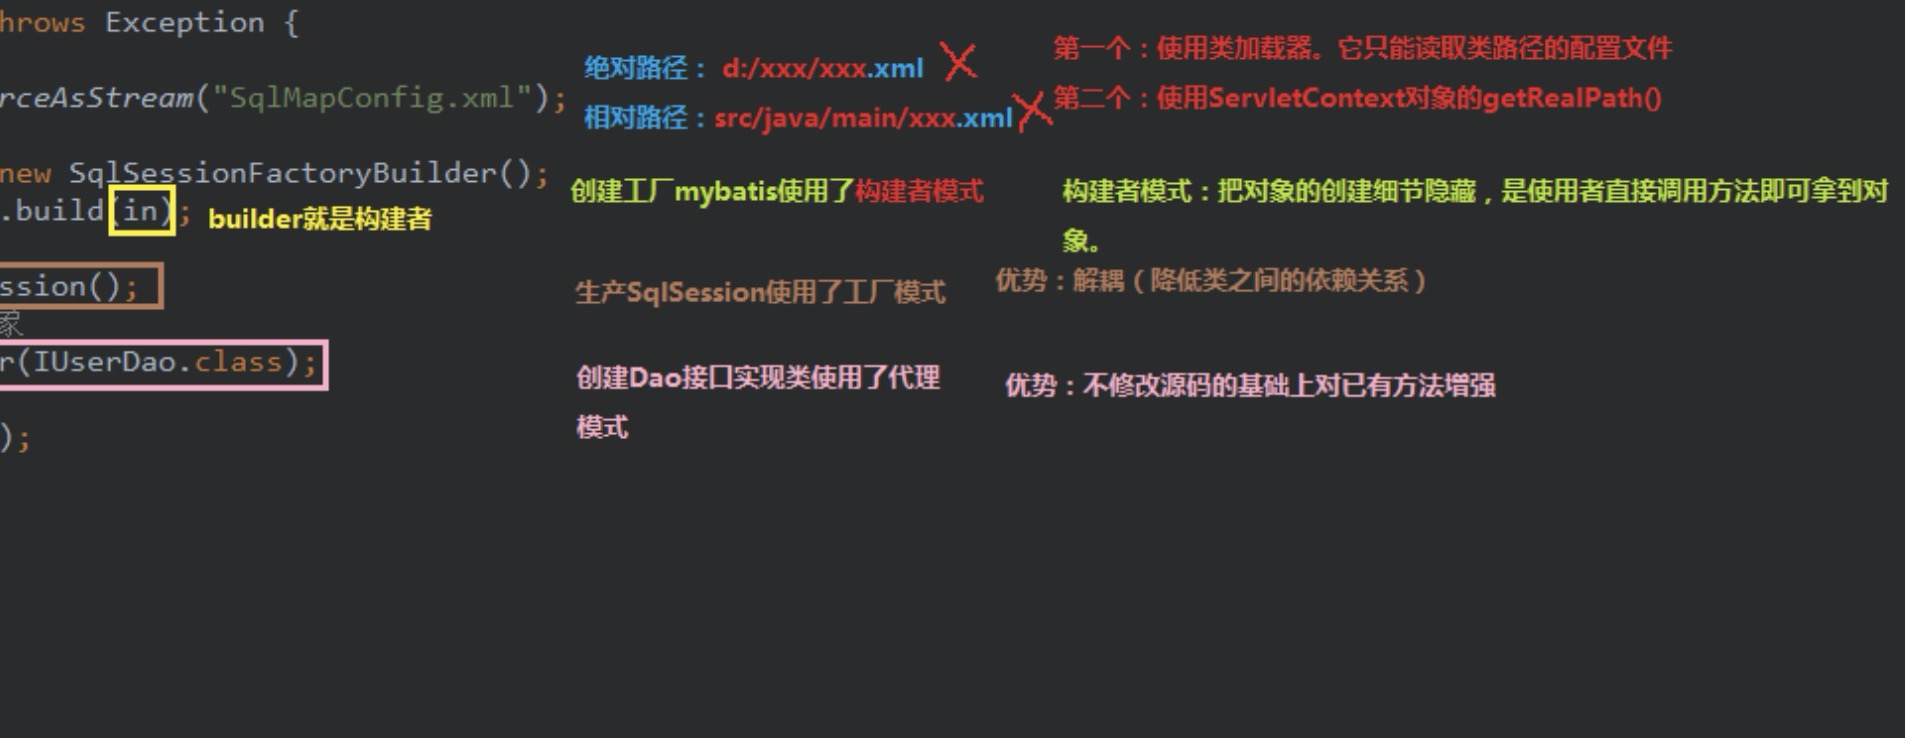 hrows Exception {
绝对路径： d:/xxx/xxx.xml
第一个：使用类加载器。它只能读取类路径的配置文件
rceAsStream("SqlMapConfig.xml");
相对路径：src/java/main/xxx.xml
第二个：使用ServletContext对象的getRealPath()
new SqlSessionFactoryBuilder();
创建工厂mybatis使用了构建者模式
构建者模式：把对象的创建细节隐藏，是使用者直接调用方法即可拿到对
象。
.build(in);
builder就是构建者
ssion();
生产SqlSession使用了工厂模式
优势：解耦（降低类之间的依赖关系）
r(IUserDao.class);
创建Dao接口实现类使用了代理
模式
优势：不修改源码的基础上对已有方法增强
);